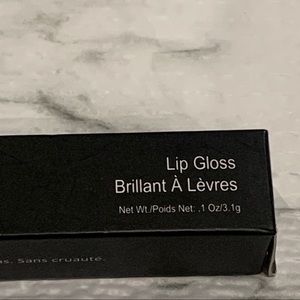 Lip Gloss
Brillant À Lèvres
Net Wt./Poids Net: .1 Oz/3.1g
Sans cruauté.